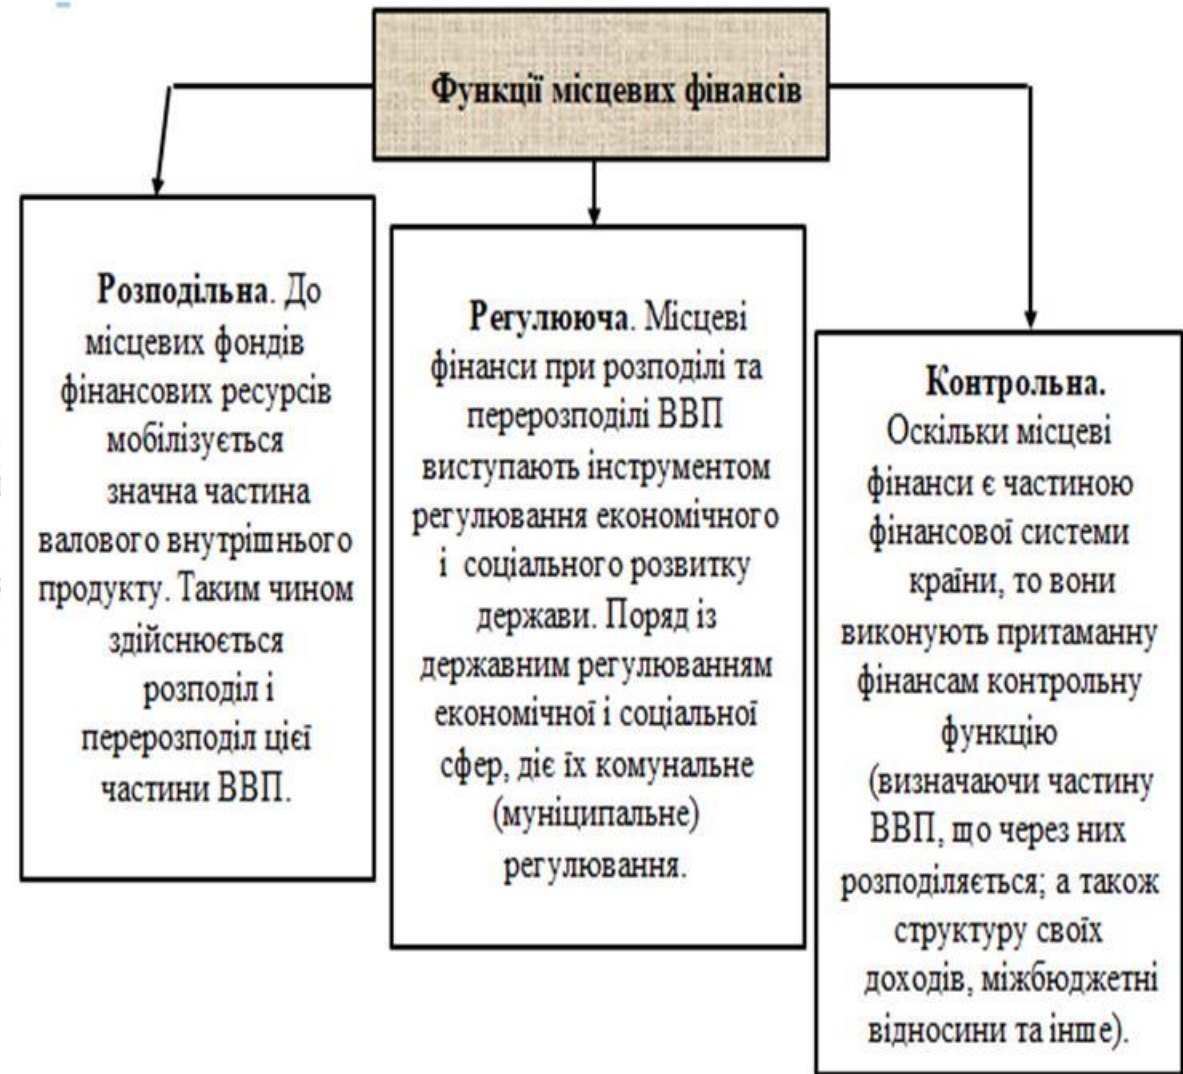 Функції місцевих фінансів
Розподільна. До
місцевих фондів
фінансових ресурсів
мобілізується
значна частина
валового внутрішнього
продукту. Таким чином
здійснюється
розподіл і
перерозподіл цієї
частини ВВП.
Регулююча. Місцеві
фінанси при розподілі та
перерозподілі ВВП
виступають інструментом
регулювання економічного
і соціального розвитку
держави. Поряд із
державним регулюванням
економічної і соціальної
сфер, діє їх комунальне
(муніципальне)
регулювання.
Контрольна.
Оскільки місцеві
фінанси є частиною
фінансової системи
країни, то вони
виконують притаманну
фінансам контрольну
функцію
(визначаючи частину
ВВП, що через них
розподіляється; а також
структуру своїх
доходів, міжбюджетні
відносини та інше).